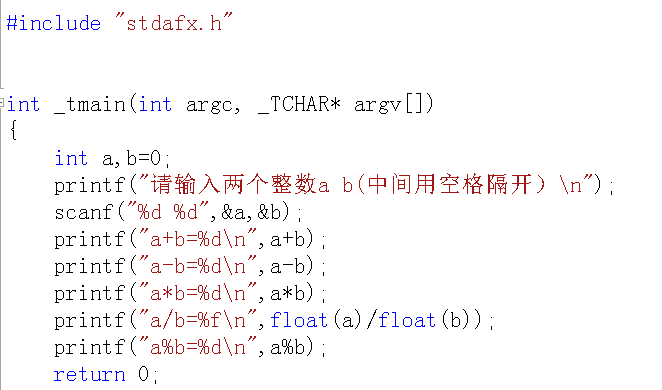 #include "stdafx.h"
int _tmain(int argc, _TCHAR* argv[])
{
int a,b=0;
printf("请输入两个整数a b(中间用空格隔开）\n");
scanf("%d %d",&a,&b);
printf("a+b=%d\n",a+b);
printf("a-b=%d\n",a-b);
printf("a*b=%d\n",a*b);
printf("a/b=%f\n",float(a)/float(b));
printf("a%b=%d\n",a%b);
return 0;